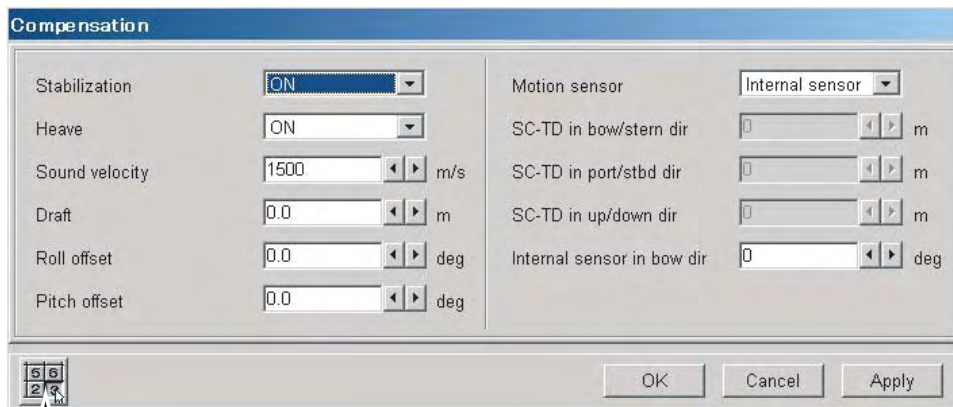 Compensation
Stabilization ON
Heave ON
Sound velocity 1500 m/s
Draft 0.0 m
Roll offset 0.0 deg
Pitch offset 0.0 deg
Motion sensor Internal sensor
SC-TD in bow/stern dir 0 m
SC-TD in port/stbd dir 0 m
SC-TD in up/down dir 0 m
Internal sensor in bow dir 0 deg
5 6
2
OK Cancel Apply